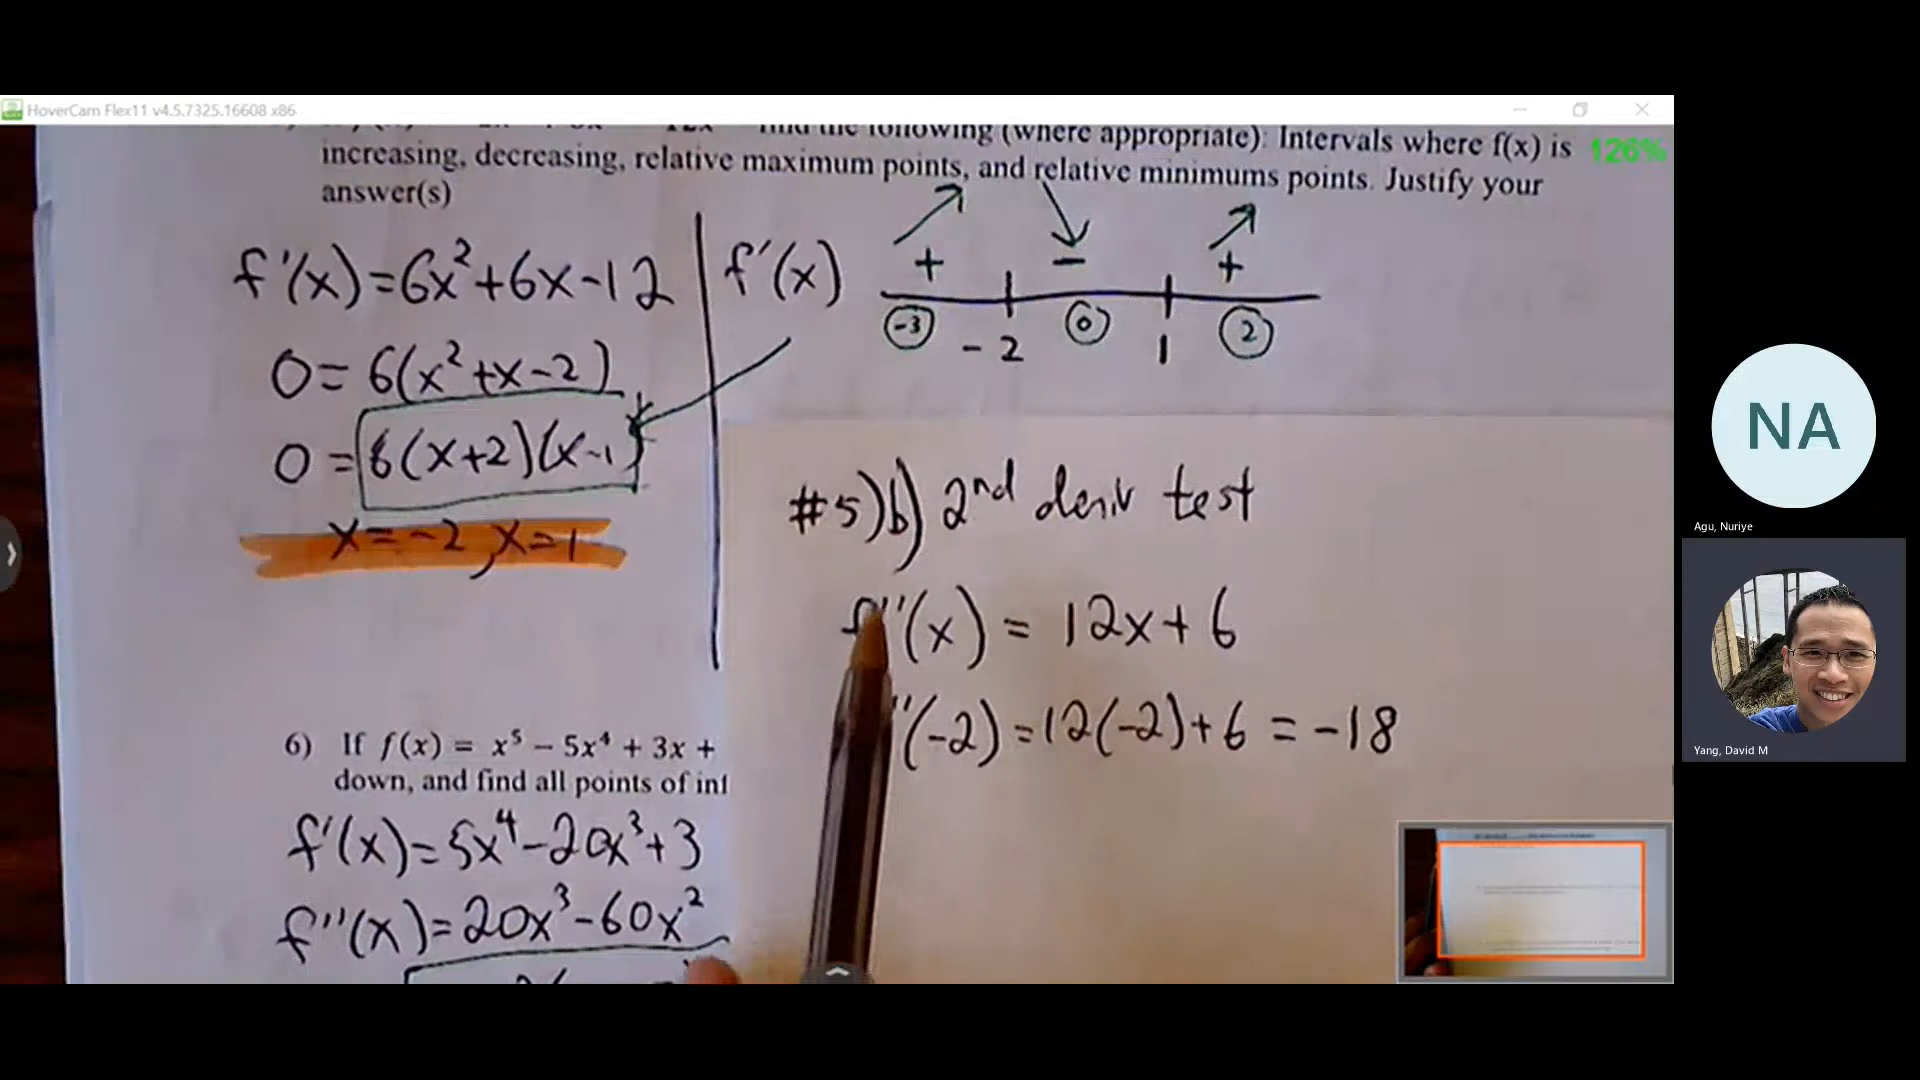 HoverCam Flex11 v4.5.7325.16608 x86
find the following (where appropriate): Intervals where f(x) is
126%
increasing, decreasing, relative maximum points, and relative minimums points. Justify your
answer(s)
f'(x) = 6x² + 6x - 12
0 = 6(x² + x - 2)
0 = 6(x+2)(x-1)
x = -2, x = 1
f'(x)
+ - +
-3 0 2
-2 1
#5)b) 2nd deriv test
f''(x) = 12x + 6
''(-2) = 12(-2) + 6 = -18
6) If f(x) = x⁵ − 5x⁴ + 3x +
down, and find all points of inf
f'(x) = 5x⁴ - 20x³ + 3
f''(x) = 20x³ - 60x²
NA
Agu, Nuriye
Yang, David M